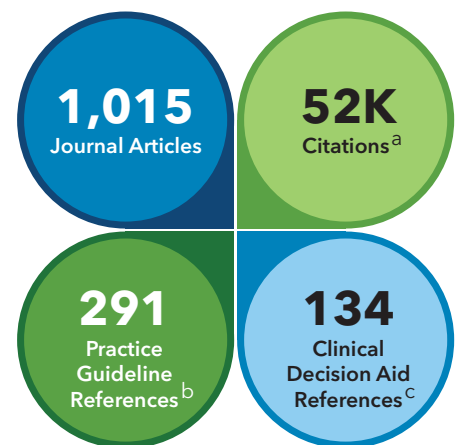 1,015
Journal Articles
52K
Citationsa
291
Practice
Guideline
Referencesb
134
Clinical
Decision Aid
Referencesc